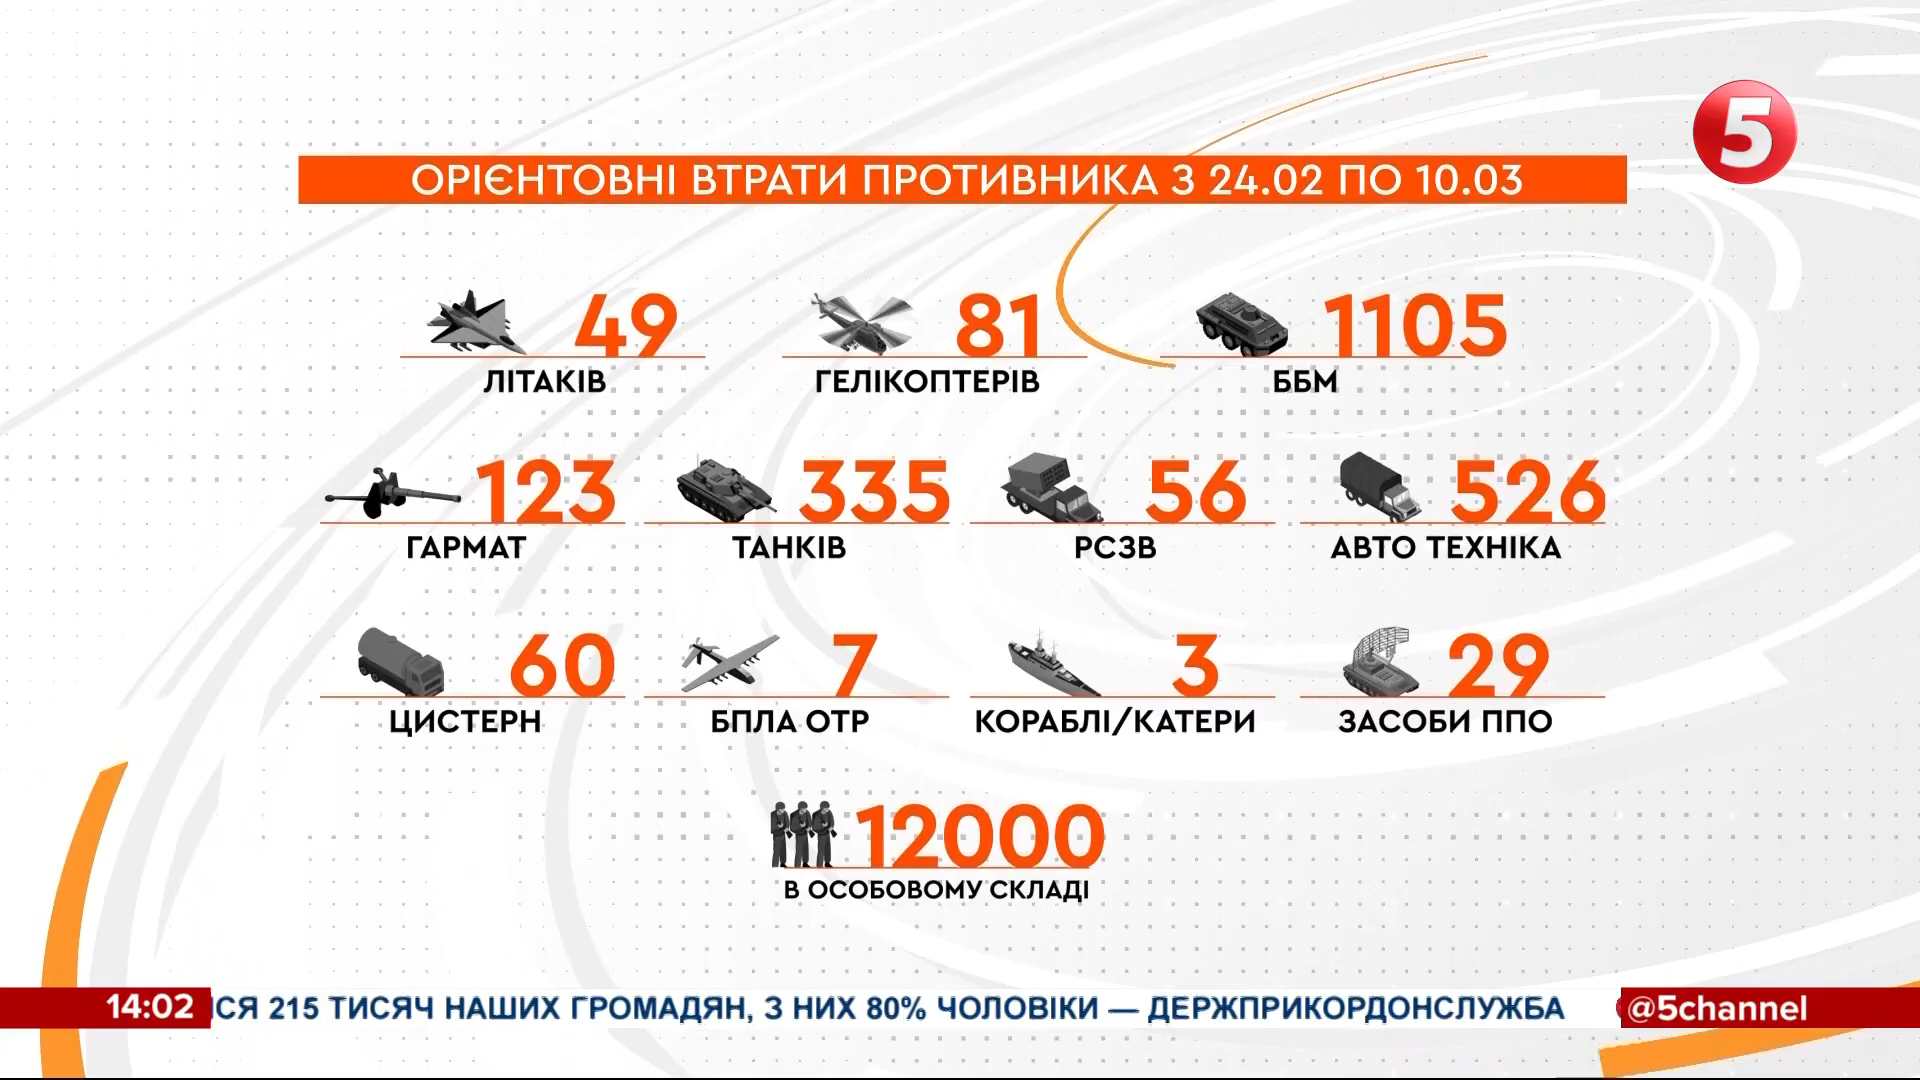 5
ОРІЄНТОВНІ ВТРАТИ ПРОТИВНИКА З 24.02 ПО 10.03
49 81 1105
ЛІТАКІВ ГЕЛІКОПТЕРІВ ББМ
123 335 56 526
ГАРМАТ ТАНКІВ РСЗВ АВТО ТЕХНІКА
60 7 3 29
ЦИСТЕРН БПЛА ОТР КОРАБЛІ/КАТЕРИ ЗАСОБИ ППО
12000
В ОСОБОВОМУ СКЛАДІ
14:02 215 ТИСЯЧ НАШИХ ГРОМАДЯН, З НИХ 80% ЧОЛОВІКИ — ДЕРЖПРИКОРДОНСЛУЖБА @5channel